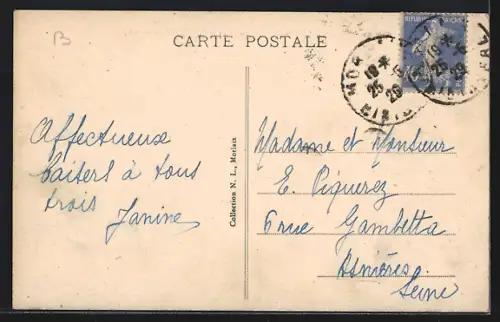 B
CARTE POSTALE
REPUBLIQUE FRANCAISE
Affectueux
baisers à tous
trois Janine
Collection N. L., Morlaix
Madame et Monsieur
E. Piquerez
6 rue Gambetta
Asnières
Seine